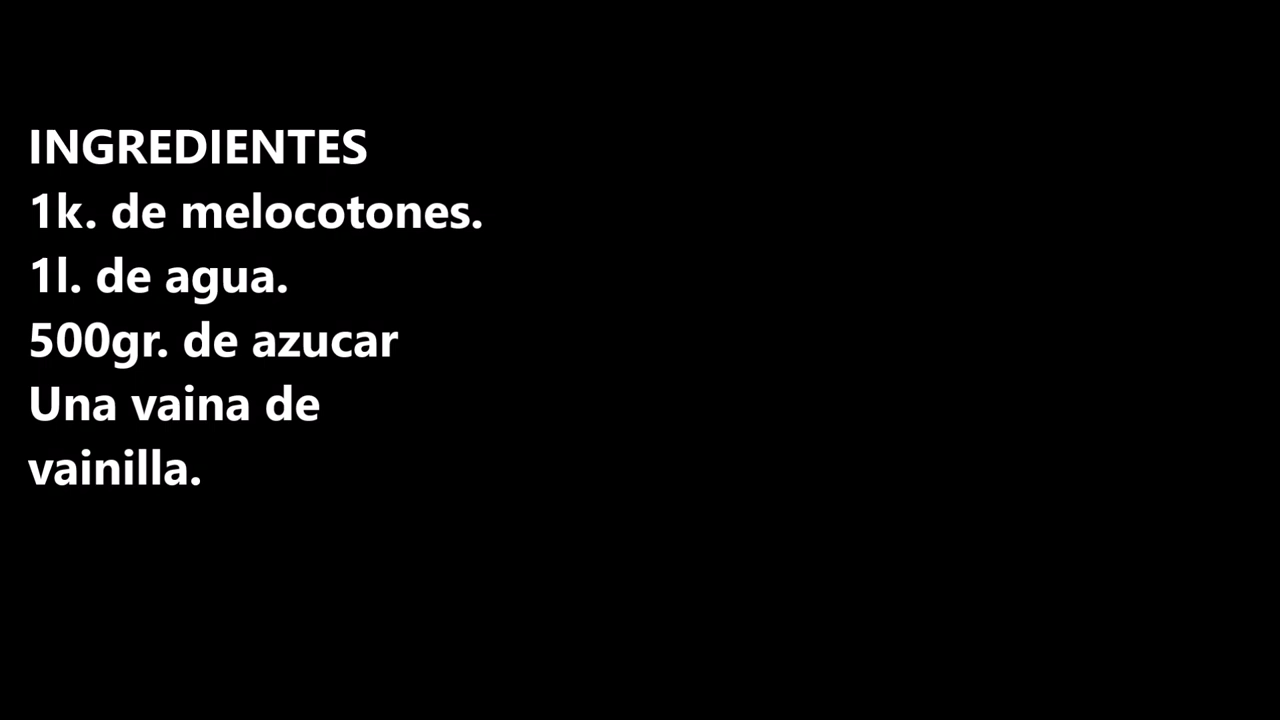 INGREDIENTES
1k. de melocotones.
1l. de agua.
500gr. de azucar
Una vaina de
vainilla.